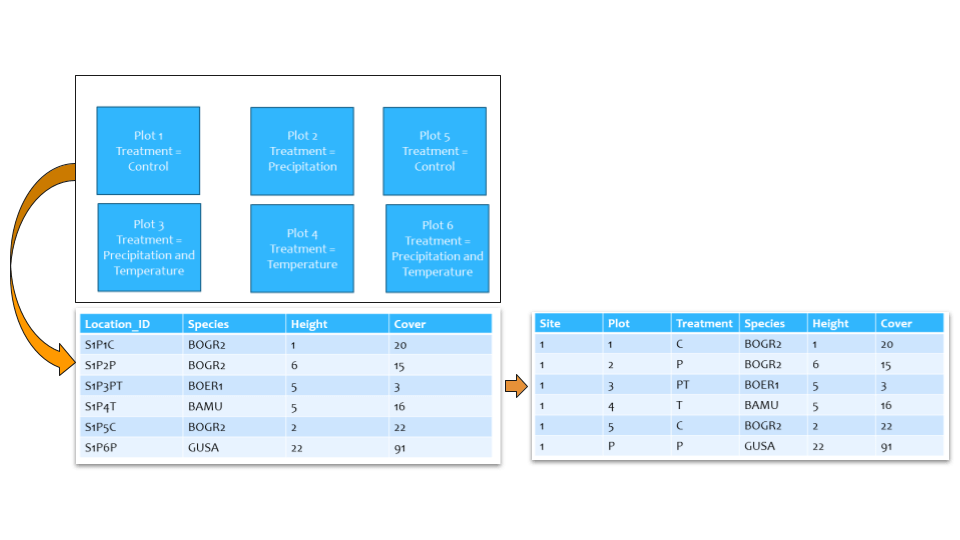 Plot 1
Treatment =
Control
Plot 2
Treatment =
Precipitation
Plot 5
Treatment =
Control
Plot 3
Treatment =
Precipitation and
Temperature
Plot 4
Treatment =
Temperature
Plot 6
Treatment =
Precipitation and
Temperature
Location_ID Species Height Cover
S1P1C BOGR2 1 20
S1P2P BOGR2 6 15
S1P3PT BOER1 5 3
S1P4T BAMU 5 16
S1P5C BOGR2 2 22
S1P6P GUSA 22 91
Site Plot Treatment Species Height Cover
1 1 C BOGR2 1 20
1 2 P BOGR2 6 15
1 3 PT BOER1 5 3
1 4 T BAMU 5 16
1 5 C BOGR2 2 22
1 P P GUSA 22 91